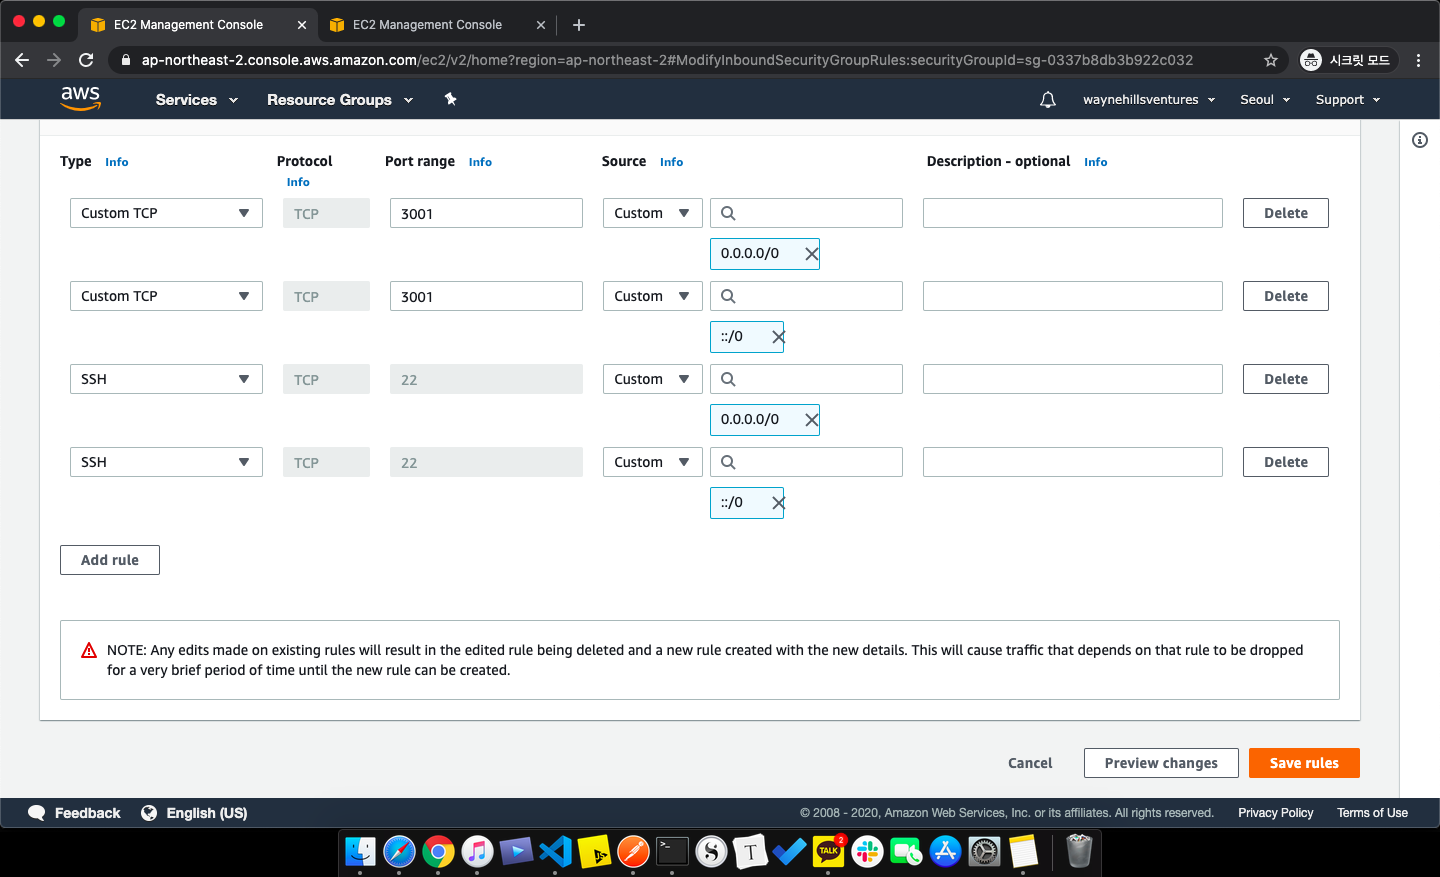 EC2 Management Console
EC2 Management Console
ap-northeast-2.console.aws.amazon.com/ec2/v2/home?region=ap-northeast-2#ModifyInboundSecurityGroupRules:securityGroupId=sg-0337b8db3b922c032
시크릿 모드
aws Services Resource Groups waynehillsventures Seoul Support
Type Info Protocol Port range Info Source Info Description - optional Info
Info
Custom TCP TCP 3001 Custom Delete
0.0.0.0/0
Custom TCP TCP 3001 Custom Delete
::/0
SSH TCP 22 Custom Delete
0.0.0.0/0
SSH TCP 22 Custom Delete
::/0
Add rule
NOTE: Any edits made on existing rules will result in the edited rule being deleted and a new rule created with the new details. This will cause traffic that depends on that rule to be dropped
for a very brief period of time until the new rule can be created.
Cancel Preview changes Save rules
Feedback English (US) © 2008 - 2020, Amazon Web Services, Inc. or its affiliates. All rights reserved. Privacy Policy Terms of Use
JS >_ S T TALK 2